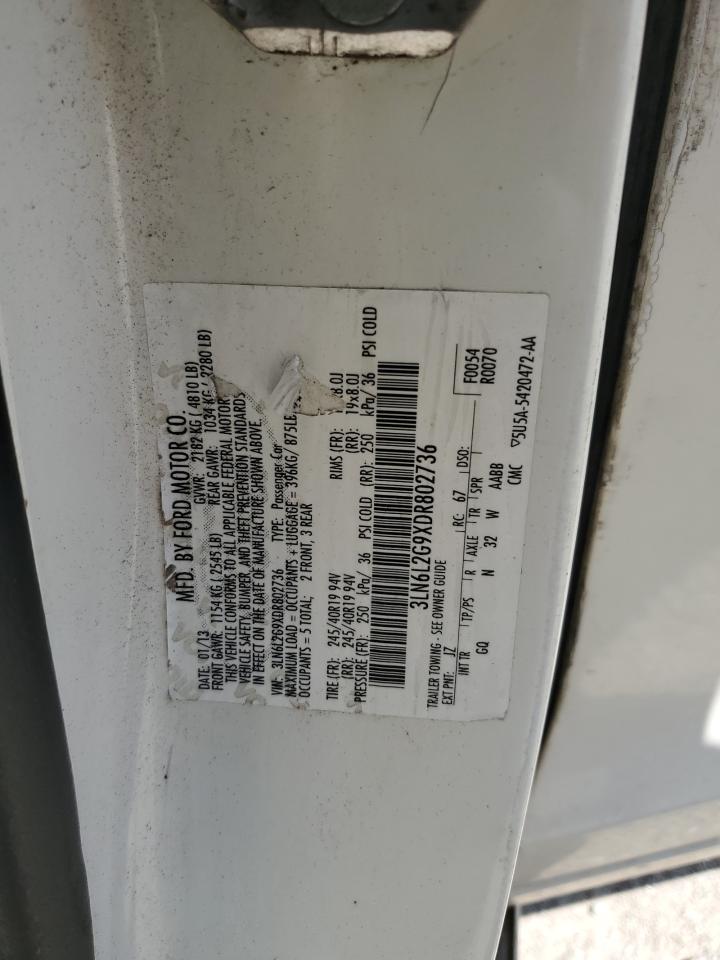 MFD. BY FORD MOTOR CO.
DATE: 01/13 GVWR: 2182 KG ( 4810 LB)
FRONT GAWR: 1154 KG ( 2545 LB) REAR GAWR: 1034 KG 2280 LB)
THIS VEHICLE CONFORMS TO ALL APPLICABLE FEDERAL MOTOR
VEHICLE SAFETY, BUMPER, AND THEFT PREVENTION STANDARDS
IN EFFECT ON THE DATE OF MANUFACTURE SHOWN ABOVE.
VIN: 3LN6L2G9XDR802736 TYPE: Passenger Car
MAXIMUM LOAD = OCCUPANTS + LUGGAGE = 396KG/ 875LB
OCCUPANTS = 5 TOTAL; 2 FRONT, 3 REAR
TIRE (FR): 245/40R19 94V RIMS (FR): 8.0J
(RR): 245/40R19 94V (RR): 19x8.0J
PRESSURE (FR): 250 kPa/ 36 PSI COLD (RR): 250 kPa/ 36 PSI COLD
3LN6L2G9XDR802736
TRAILER TOWING - SEE OWNER GUIDE F0054
EXT PNT: JZ RC: 67 DSO: R0070
INT TR TP/PS R AXLE TR SPR
GQ N 32 W AABB
CMC
▽5U5A-5420472-AA